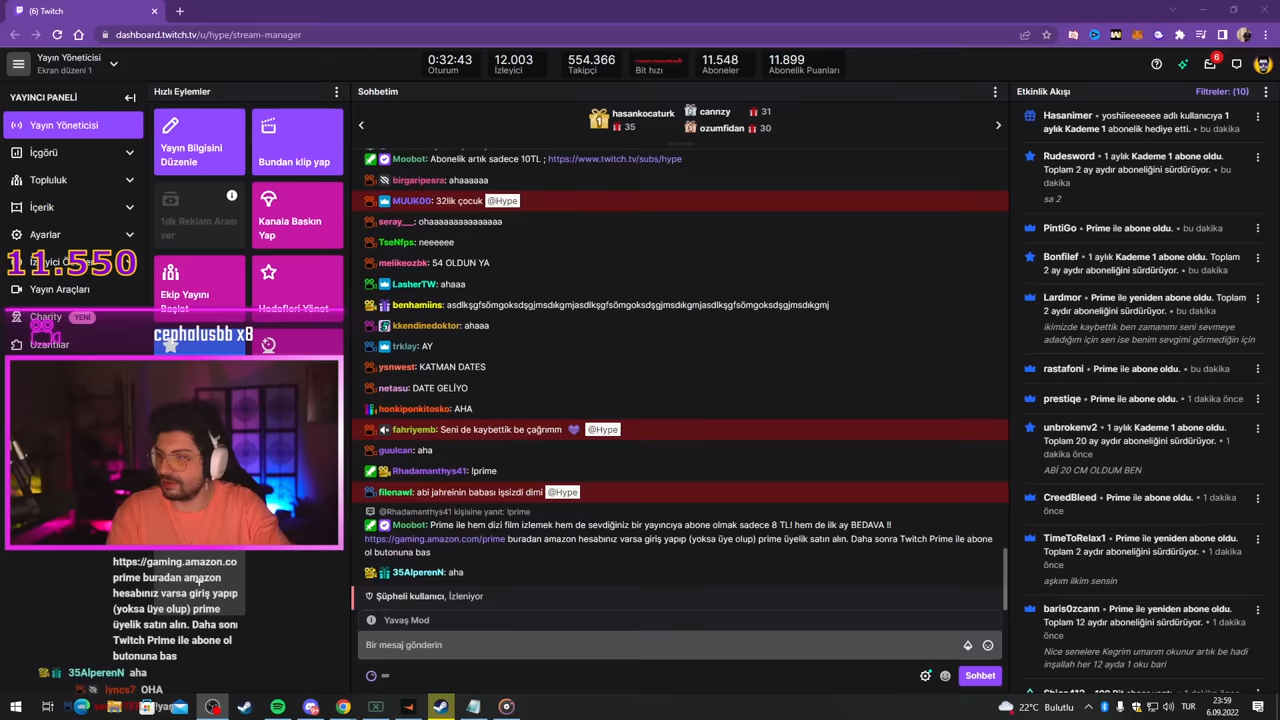 (6) Twitch
dashboard.twitch.tv/u/hype/stream-manager
Yayın Yöneticisi
Ekran düzeni 1
0:32:43
Oturum
12.003
İzleyici
554.366
Takipçi
Bit hızı
11.548
Aboneler
11.899
Abonelik Puanları
6
YAYINCI PANELİ
Yayın Yöneticisi
İçgörü
Topluluk
İçerik
Ayarlar
11.550
Yayın Araçları
Charity YENİ
Uzantılar
Hızlı Eylemler
Yayın Bilgisini
Düzenle
Bundan klip yap
1dk Reklam Arası
ver
Kanala Baskın
Yap
Ekip Yayını
Başlat
Hedefleri Yönet
cephalusbb x8
https://gaming.amazon.co
prime buradan amazon
hesabınız varsa giriş yapıp
(yoksa üye olup) prime
üyelik satın alın. Daha sonr
Twitch Prime ile abone ol
butonuna bas
35AlperenN aha
lyncs7 OHA
Sohbetim
1
hasankocaturk
35
cannzy 31
ozumfidan 30
Moobot: Abonelik artık sadece 10TL ; https://www.twitch.tv/subs/hype
birgaripesra: ahaaaaaa
MUUK00: 32lik çocuk @Hype
seray___: ohaaaaaaaaaaaaaaa
TseNfps: neeeeee
melikeozbk: 54 OLDUN YA
LasherTW: ahaaa
benhamiins: asdlkşgfsömgoksdşgjmsdıkgmjasdlkşgfsömgoksdşgjmsdıkgmjasdlkşgfsömgoksdşgjmsdıkgmj
kkendinedoktor: ahaaa
trklay: AY
ysnwest: KATMAN DATES
netasu: DATE GELİYO
honkiponkitosko: AHA
fahriyemb: Seni de kaybettik be çağrımm @Hype
guulcan: aha
Rhadamanthys41: !prime
filenawl: abi jahreinin babası işsizdi dimi @Hype
@Rhadamanthys41 kişisine yanıt: !prime
Moobot: Prime ile hem dizi film izlemek hem de sevdiğiniz bir yayıncıya abone olmak sadece 8 TL! hem de ilk ay BEDAVA !!
https://gaming.amazon.com/prime buradan amazon hesabınız varsa giriş yapıp (yoksa üye olup) prime üyelik satın alın. Daha sonra Twitch Prime ile abone
ol butonuna bas
35AlperenN: aha
Şüpheli kullanıcı, İzleniyor
Yavaş Mod
Bir mesaj gönderin
∞
Sohbet
Etkinlik Akışı
Filtreler: (10)
Hasanimer • yoshiieeeeeee adlı kullanıcıya 1
aylık Kademe 1 abonelik hediye etti. • bu dakika
Rudesword • 1 aylık Kademe 1 abone oldu.
Toplam 2 ay aydır aboneliğini sürdürüyor. • bu
dakika
sa 2
PintiGo • Prime ile abone oldu. • bu dakika
Bonfilef • 1 aylık Kademe 1 abone oldu. Toplam
2 ay aydır aboneliğini sürdürüyor. • bu dakika
Lardmor • Prime ile yeniden abone oldu. Toplam
2 aydır aboneliğini sürdürüyor. • bu dakika
ikimizde kaybettik ben zamanımı seni sevmeye
adadığım için sen ise benim sevgimi görmediğin için
rastafoni • Prime ile abone oldu. • bu dakika
prestiqe • Prime ile abone oldu. • 1 dakika önce
unbrokenv2 • 1 aylık Kademe 1 abone oldu.
Toplam 20 ay aydır aboneliğini sürdürüyor. • 1
dakika önce
ABİ 20 CM OLDUM BEN
CreedBleed • Prime ile abone oldu. • 1 dakika
önce
TimeToRelax1 • Prime ile yeniden abone oldu.
Toplam 2 aydır aboneliğini sürdürüyor. • 1 dakika
önce
aşkım ilkim sensin
baris0zcann • Prime ile yeniden abone oldu.
Toplam 12 aydır aboneliğini sürdürüyor. • 1 dakika
önce
Nice senelere Kegrim umarım okunur artık be hadi
inşallah her 12 ayda 1 oku bari
22°C Bulutlu
TUR
23:59
6.09.2022